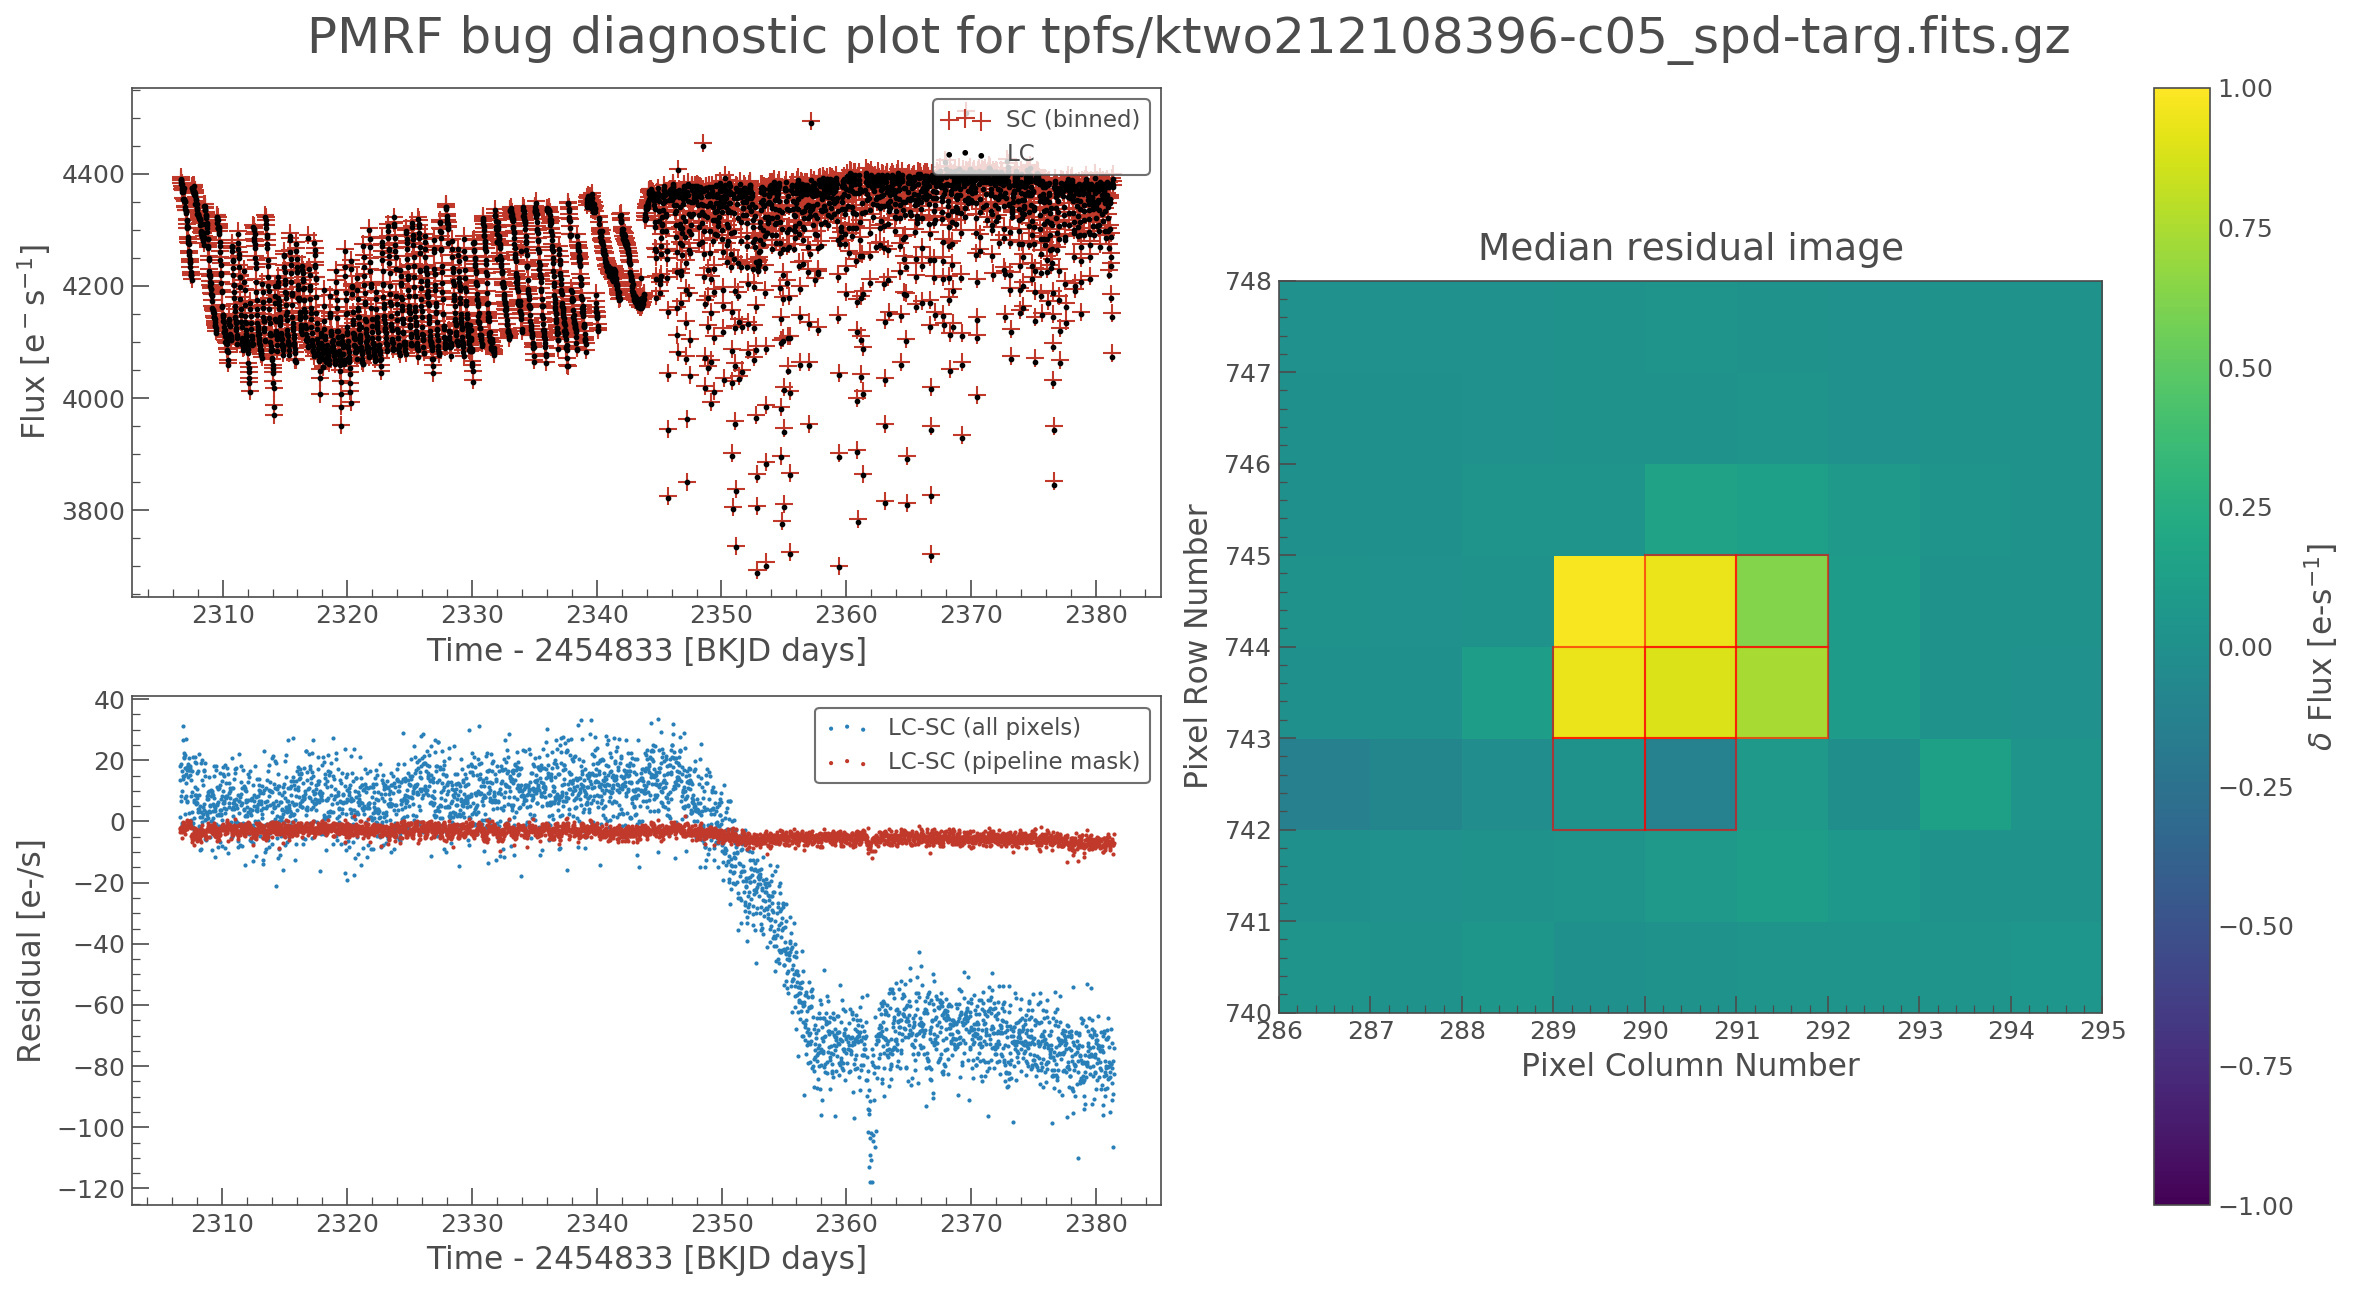 PMRF bug diagnostic plot for tpfs/ktwo212108396-c05_spd-targ.fits.gz
SC (binned)
LC
4400
4200
4000
3800
Flux [e⁻ s⁻¹]
2310 2320 2330 2340 2350 2360 2370 2380
Time - 2454833 [BKJD days]
LC-SC (all pixels)
LC-SC (pipeline mask)
40
20
0
−20
−40
−60
−80
−100
−120
Residual [e-/s]
2310 2320 2330 2340 2350 2360 2370 2380
Time - 2454833 [BKJD days]
Median residual image
748
747
746
745
744
743
742
741
740
Pixel Row Number
286 287 288 289 290 291 292 293 294 295
Pixel Column Number
1.00
0.75
0.50
0.25
0.00
−0.25
−0.50
−0.75
−1.00
δ Flux [e-s⁻¹]